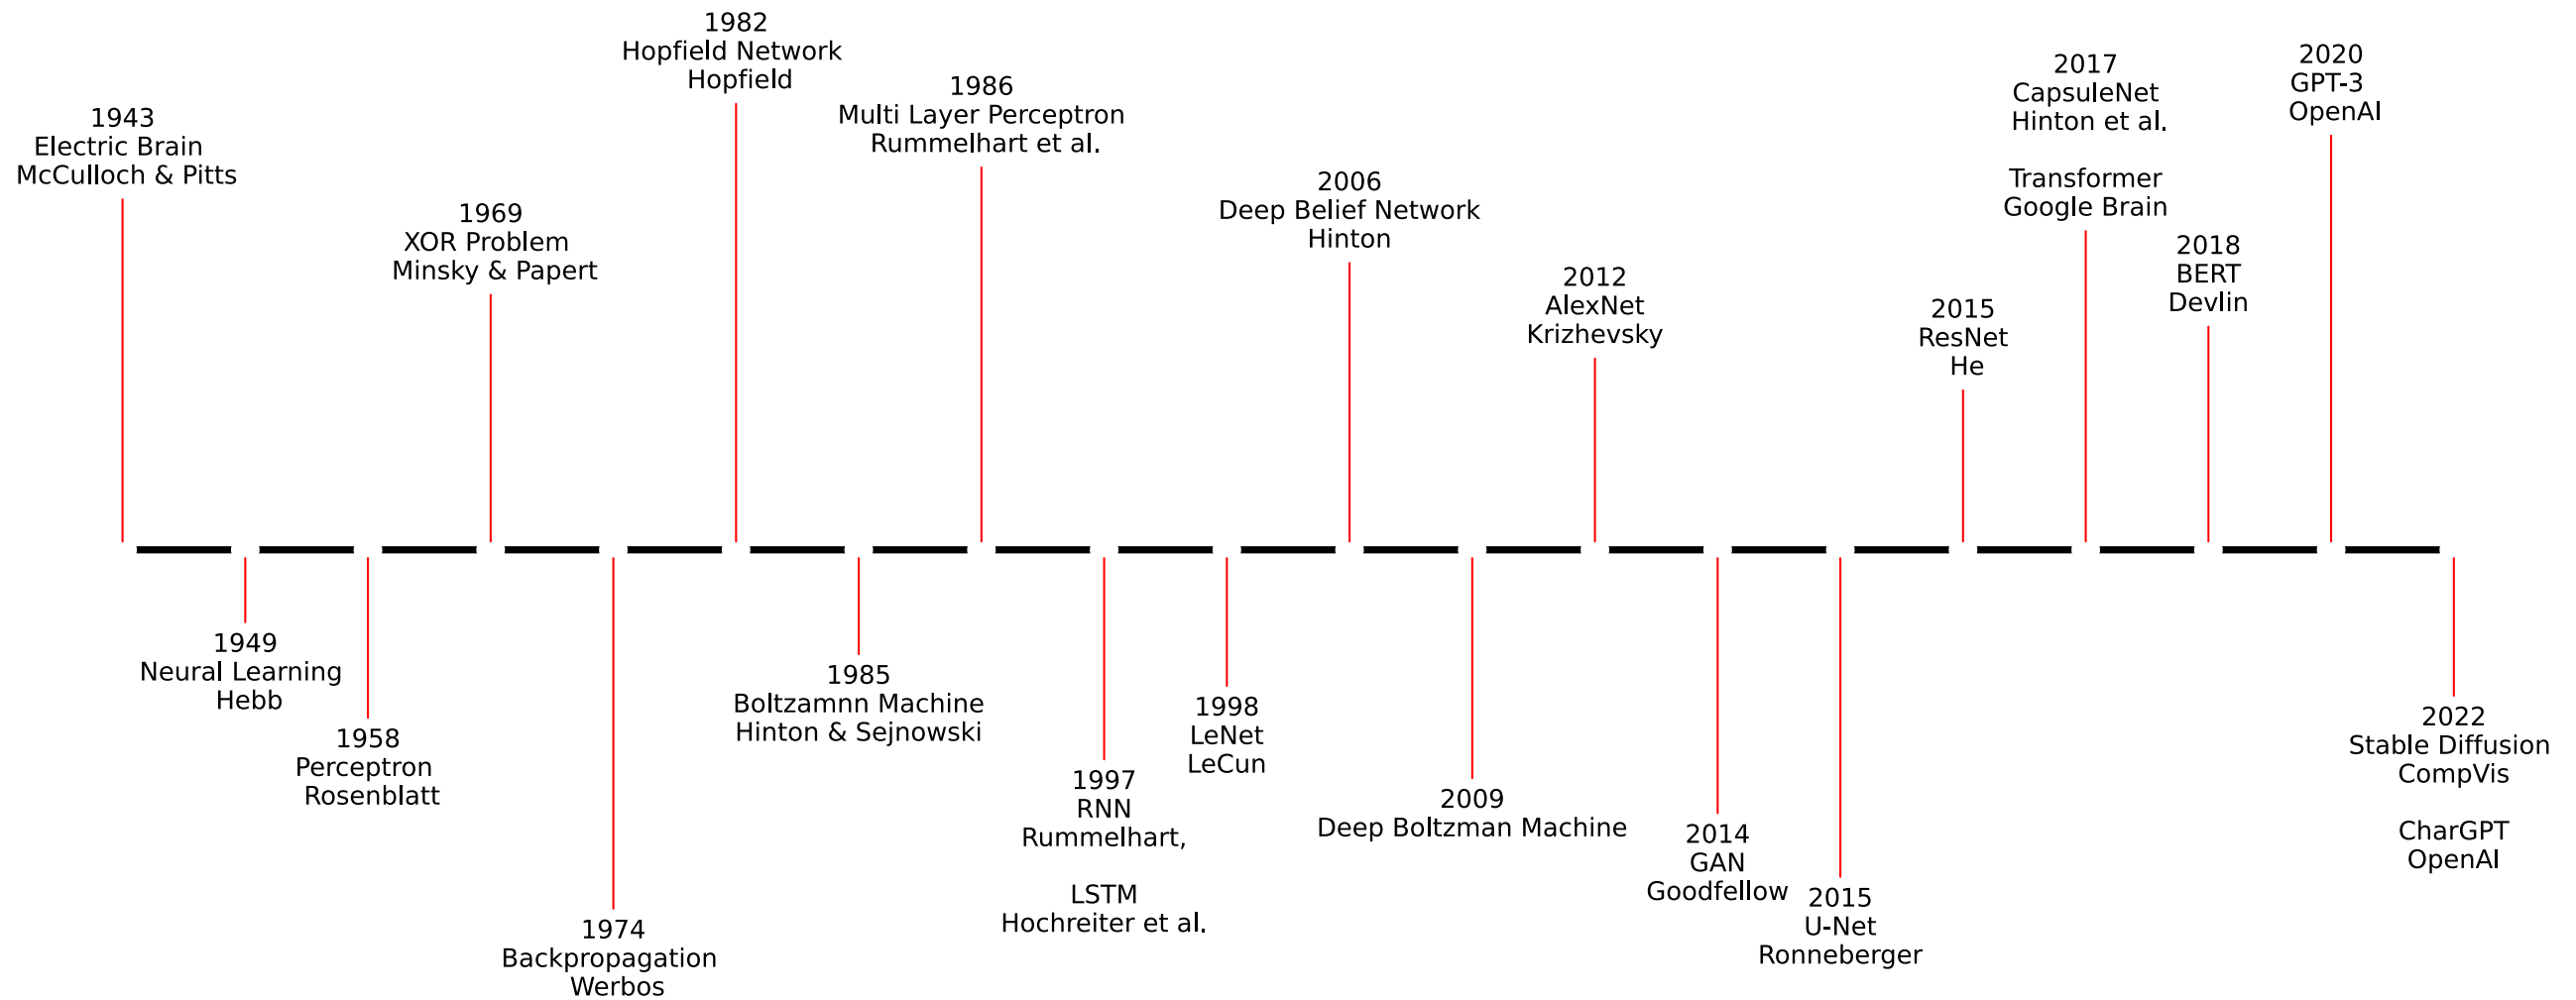 1943
Electric Brain
McCulloch & Pitts
1949
Neural Learning
Hebb
1958
Perceptron
Rosenblatt
1969
XOR Problem
Minsky & Papert
1974
Backpropagation
Werbos
1982
Hopfield Network
Hopfield
1985
Boltzamnn Machine
Hinton & Sejnowski
1986
Multi Layer Perceptron
Rummelhart et al.
1997
RNN
Rummelhart,
LSTM
Hochreiter et al.
1998
LeNet
LeCun
2006
Deep Belief Network
Hinton
2009
Deep Boltzman Machine
2012
AlexNet
Krizhevsky
2014
GAN
Goodfellow
2015
U-Net
Ronneberger
2015
ResNet
He
2017
CapsuleNet
Hinton et al.
Transformer
Google Brain
2018
BERT
Devlin
2020
GPT-3
OpenAI
2022
Stable Diffusion
CompVis
CharGPT
OpenAI